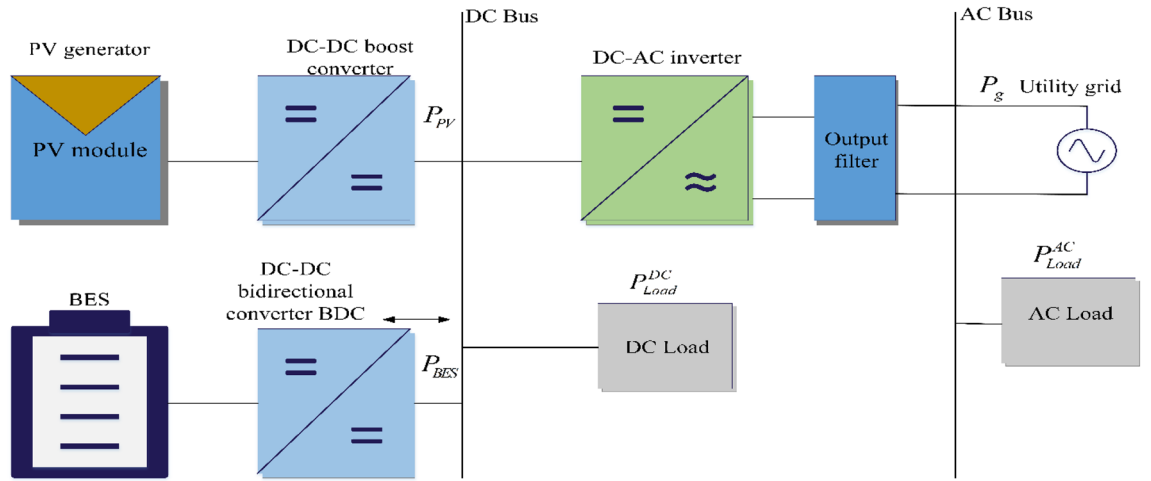 DC Bus
AC Bus
PV generator
DC-DC boost
converter
DC-AC inverter
P_PV
P_g
Utility grid
PV module
Output
filter
DC-DC
bidirectional
converter BDC
BES
P_BES
P_Load^DC
DC Load
P_Load^AC
AC Load